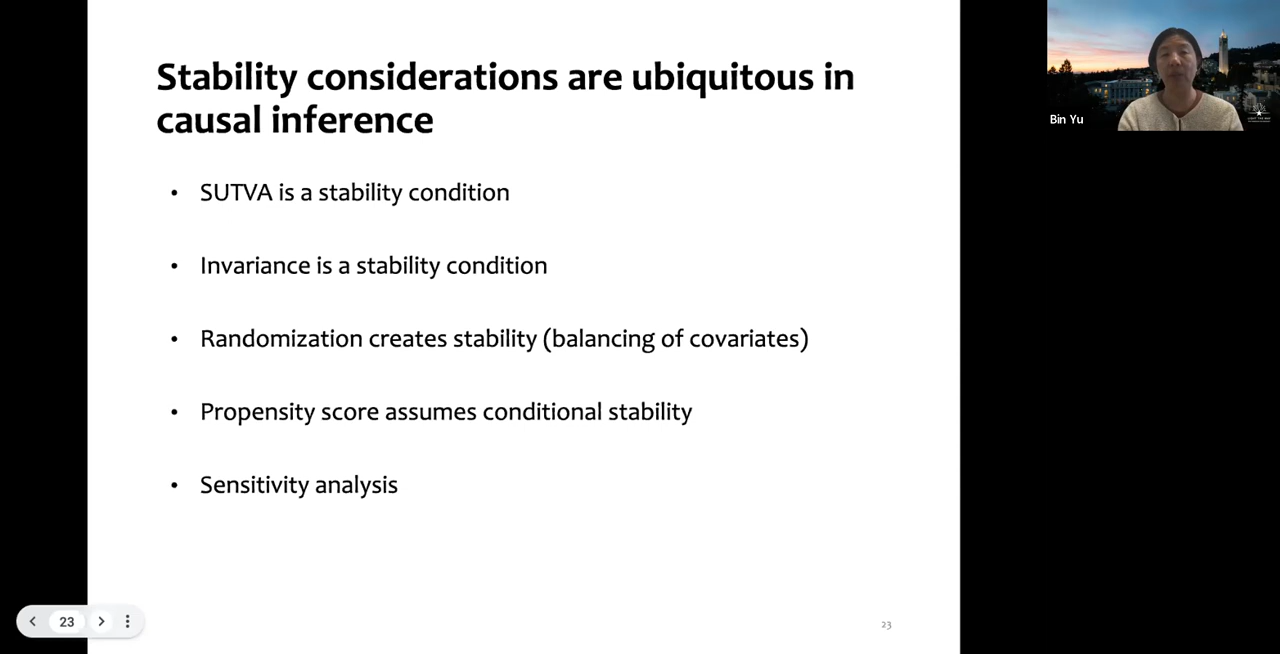 Stability considerations are ubiquitous in
causal inference
• SUTVA is a stability condition
• Invariance is a stability condition
• Randomization creates stability (balancing of covariates)
• Propensity score assumes conditional stability
• Sensitivity analysis
23
23
Bin Yu